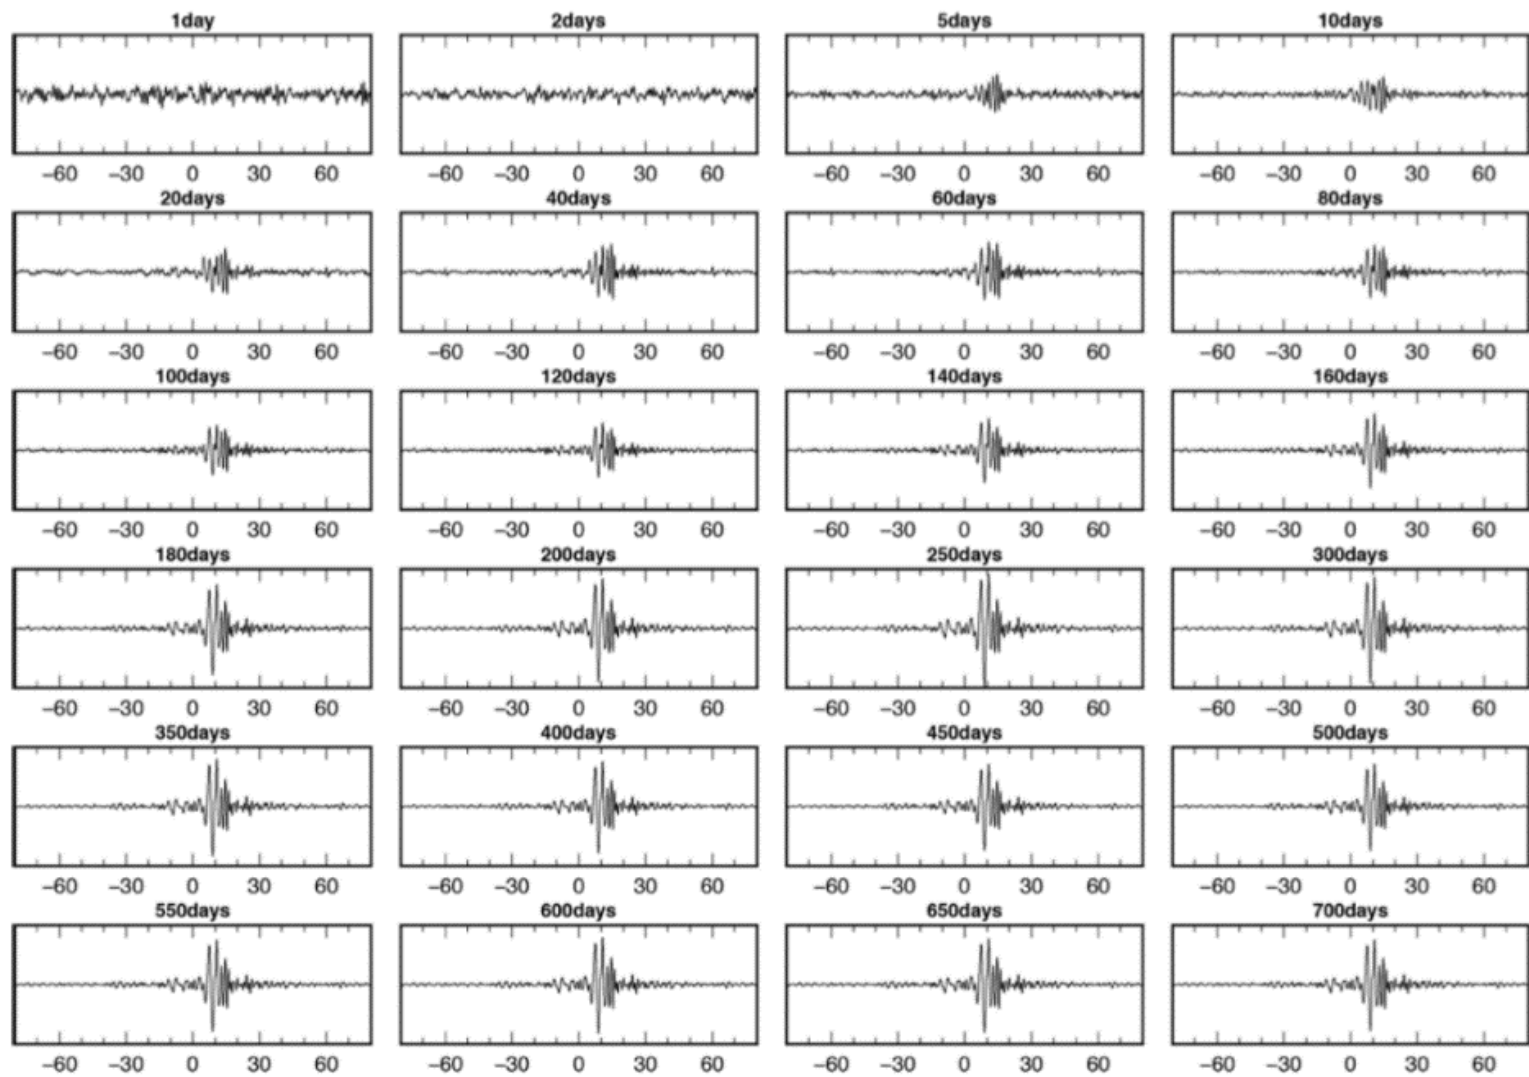 1day 2days 5days 10days
−60 −30 0 30 60 −60 −30 0 30 60 −60 −30 0 30 60 −60 −30 0 30 60
20days 40days 60days 80days
−60 −30 0 30 60 −60 −30 0 30 60 −60 −30 0 30 60 −60 −30 0 30 60
100days 120days 140days 160days
−60 −30 0 30 60 −60 −30 0 30 60 −60 −30 0 30 60 −60 −30 0 30 60
180days 200days 250days 300days
−60 −30 0 30 60 −60 −30 0 30 60 −60 −30 0 30 60 −60 −30 0 30 60
350days 400days 450days 500days
−60 −30 0 30 60 −60 −30 0 30 60 −60 −30 0 30 60 −60 −30 0 30 60
550days 600days 650days 700days
−60 −30 0 30 60 −60 −30 0 30 60 −60 −30 0 30 60 −60 −30 0 30 60